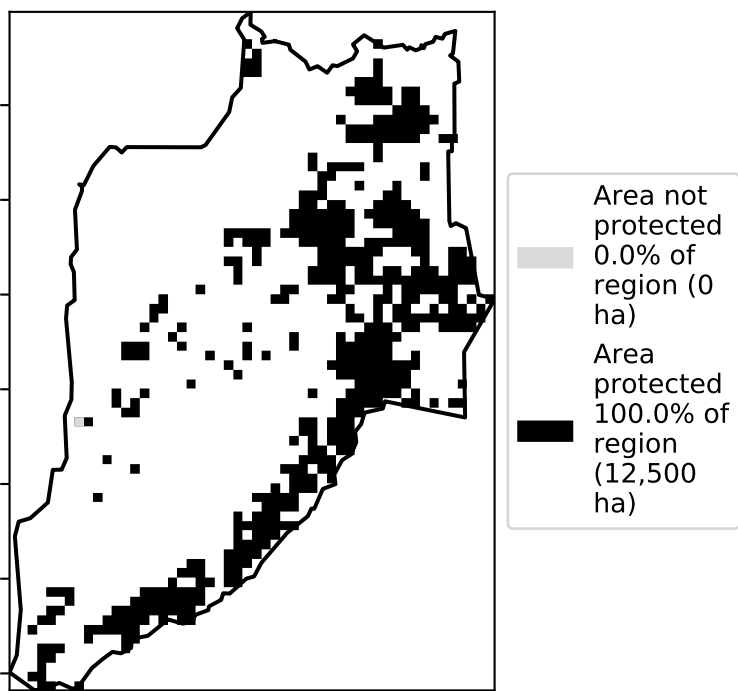 Area not
protected
0.0% of
region (0
ha)
Area
protected
100.0% of
region
(12,500
ha)